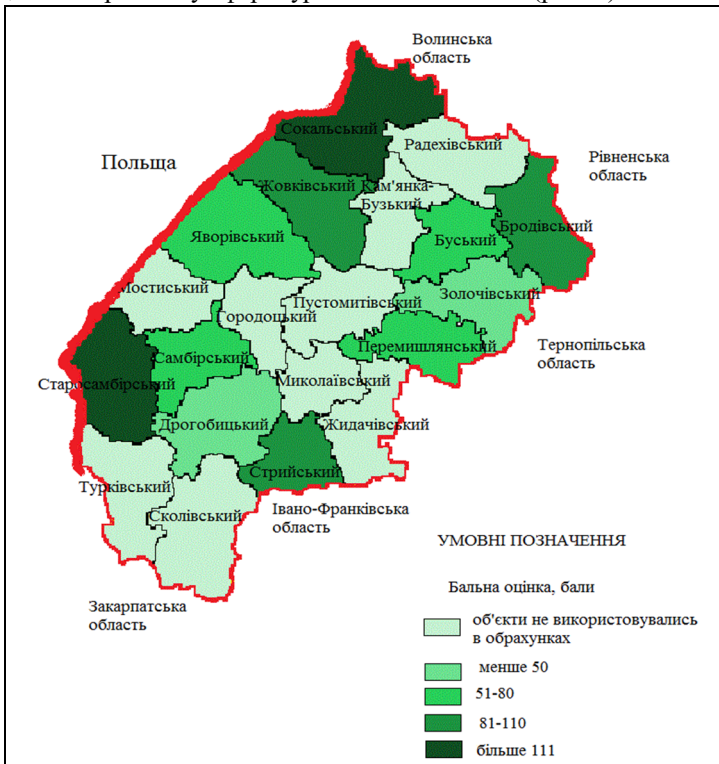 Волинська
область
Сокальський
Радехівський
Польща
Рівненська
область
Жовківський
Кам'янка-
Бузький
Бродівський
Яворівський
Буський
Мостиський
Золочівський
Пустомитівський
Городоцький
Тернопільська
область
Перемишлянський
Самбірський
Старосамбірський
Миколаївський
Дрогобицький
Жидачівський
Стрийський
Турківський
Сколівський
Івано-Франківська
область
Закарпатська
область
УМОВНІ ПОЗНАЧЕННЯ
Бальна оцінка, бали
об'єкти не використовувались
в обрахунках
менше 50
51-80
81-110
більше 111